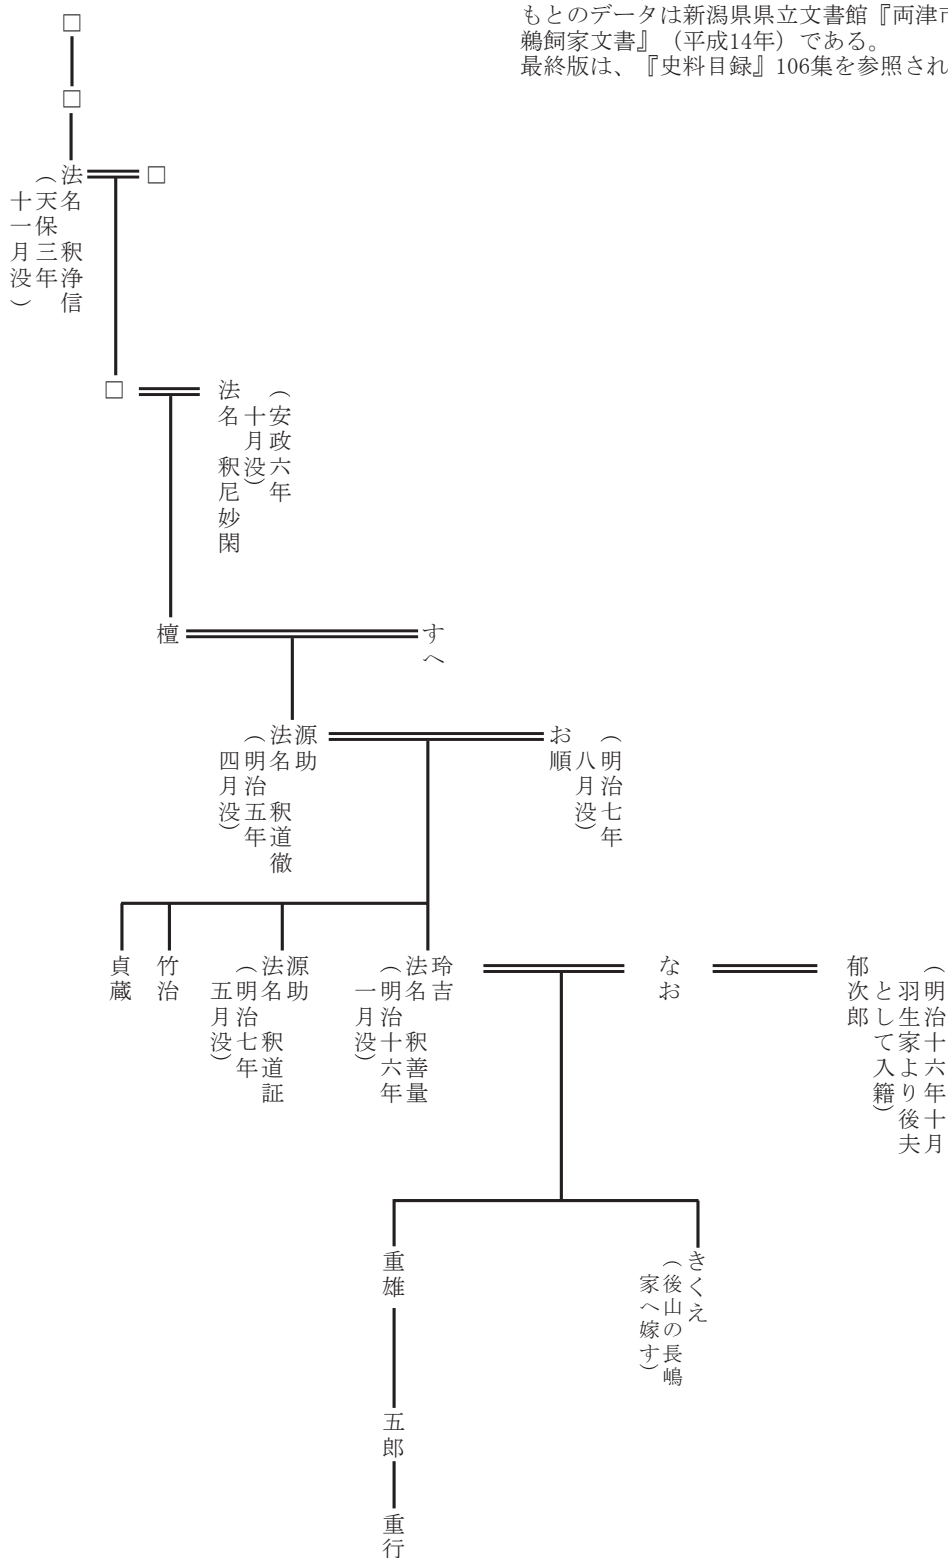 もとのデータは新潟県県立文書館『両津市
鵜飼家文書』（平成14年）である。
最終版は、『史料目録』106集を参照され
□
□
法名　釈浄信
（天保三年
十一月没）
□
□
（安政六年
十月没）
法名　釈尼妙閑
檀
すへ
源助
法名　釈道徹
（明治五年
四月没）
（明治七年
八月没）
お順
貞蔵
竹治
源助
法名　釈道証
（明治七年
五月没）
玲吉
法名　釈善量
（明治十六年
一月没）
なお
（明治十六年十月
羽生家より後夫
として入籍）
郁次郎
重雄
きくえ
（後山の長嶋
家へ嫁す）
五郎
重行